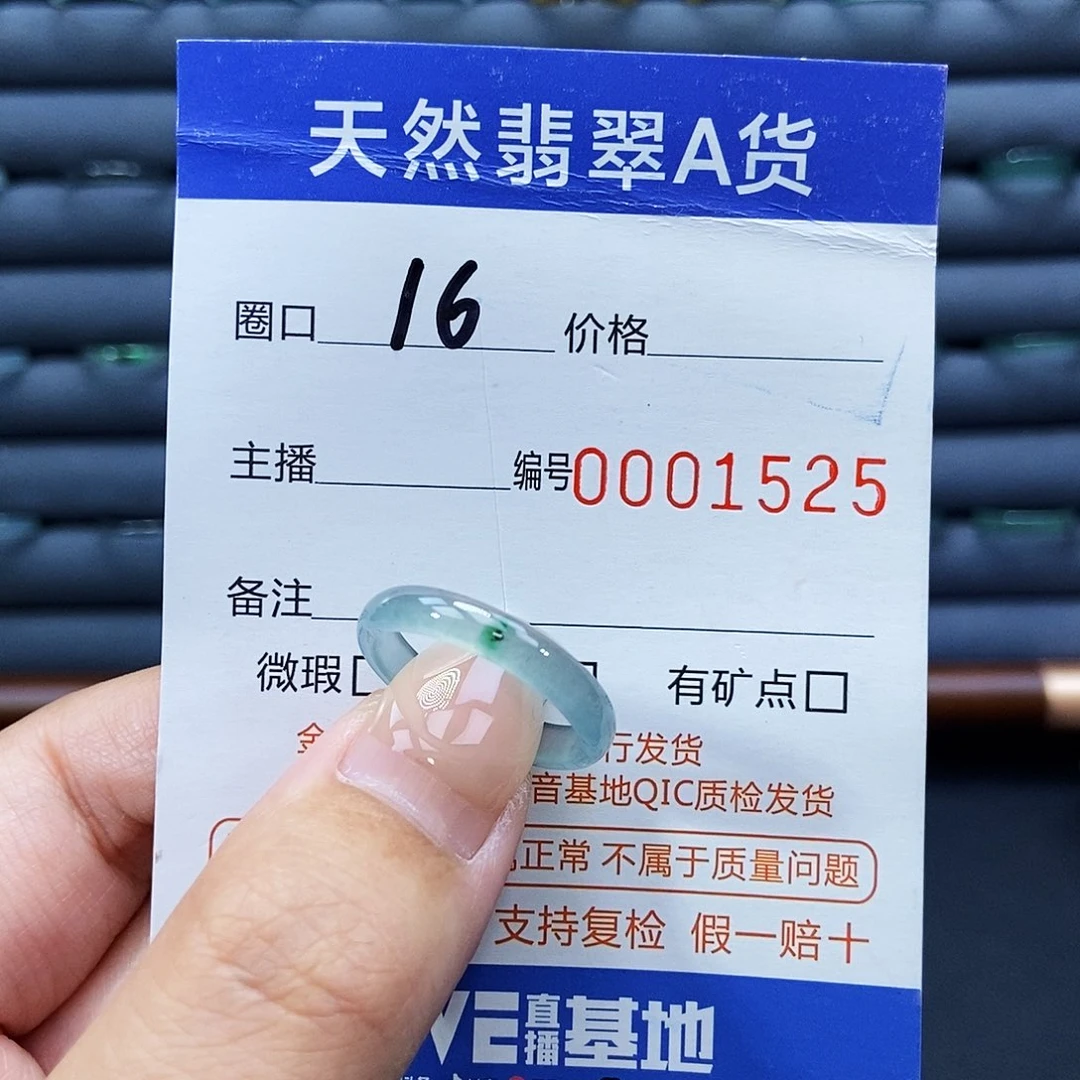 天然翡翠A货
圈口 16 价格
主播 编号0001525
备注
微瑕 有矿点
金 行发货
音基地QIC质检发货
正常 不属于质量问题
支持复检 假一赔十
VE直播基地